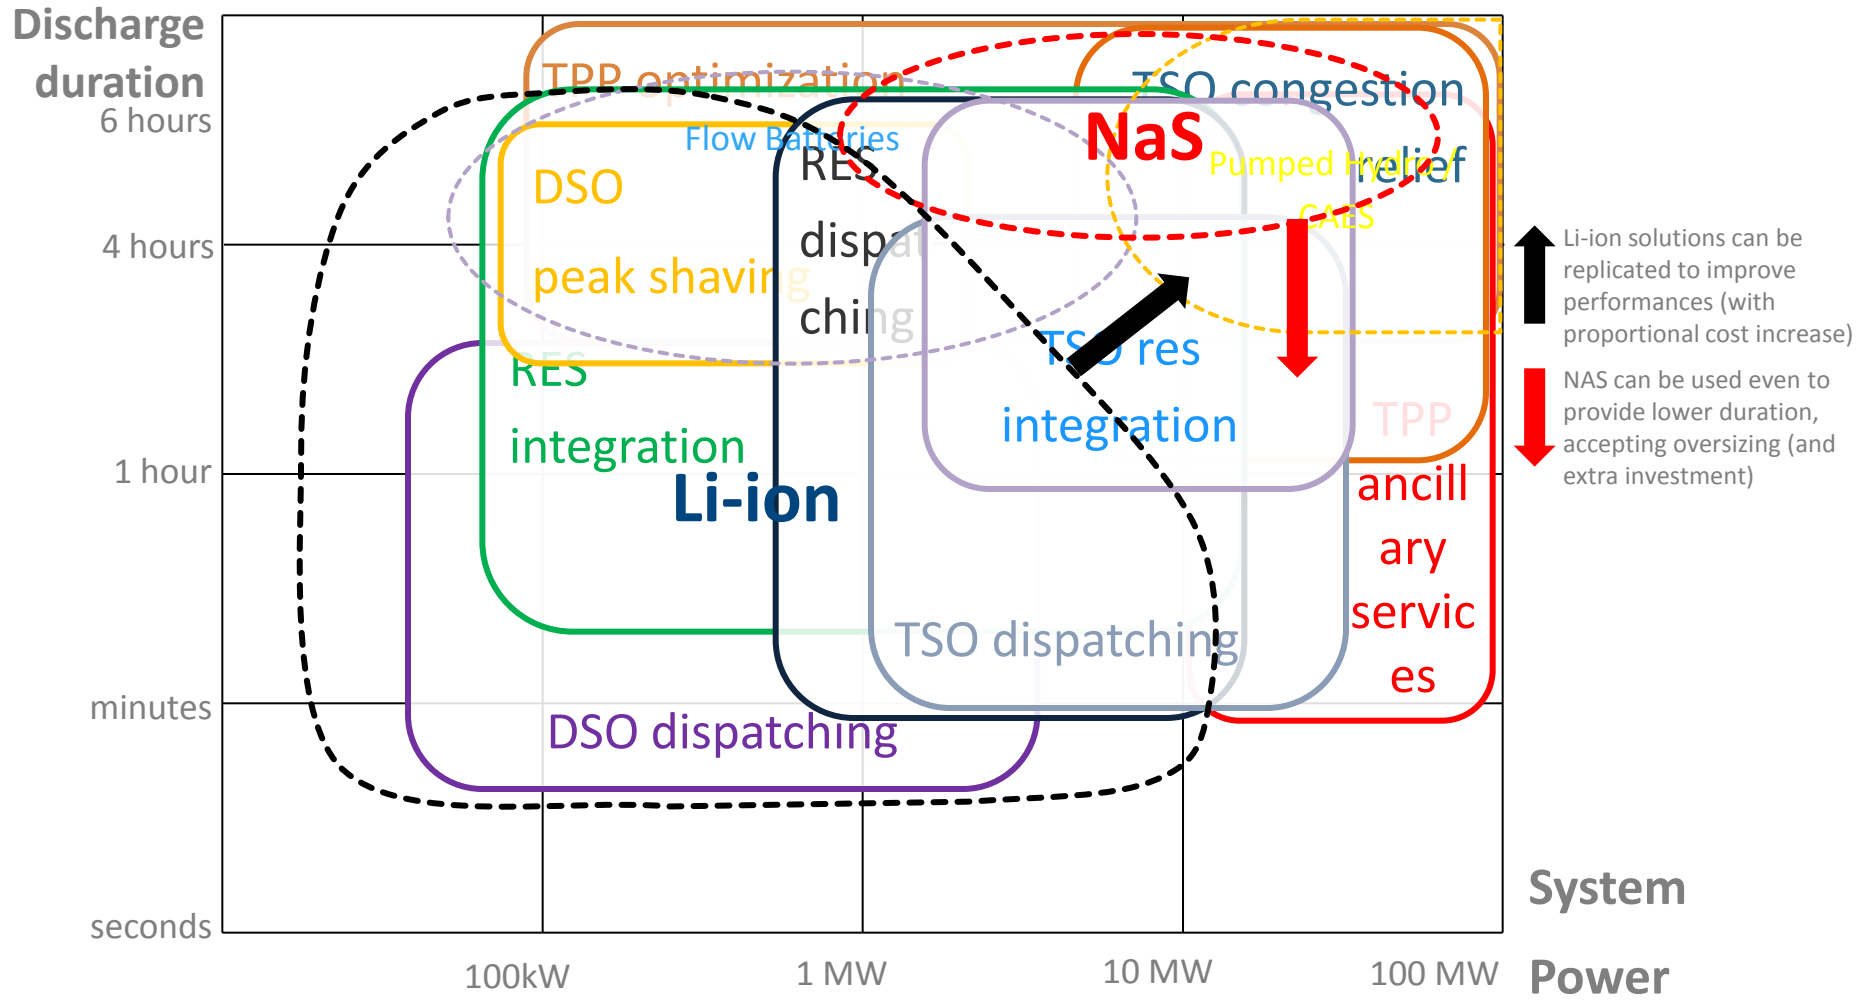 Discharge
duration
6 hours
4 hours
1 hour
minutes
seconds
TPP optimization
TSO congestion
relief
Flow Batteries
NaS
Pumped Hydro /
CAES
DSO
peak shaving
RES
dispat
ching
RES
integration
TSO res
integration
Li-ion
TPP
ancill
ary
servic
es
TSO dispatching
DSO dispatching
Li-ion solutions can be
replicated to improve
performances (with
proportional cost increase)
NAS can be used even to
provide lower duration,
accepting oversizing (and
extra investment)
100kW
1 MW
10 MW
100 MW
System
Power